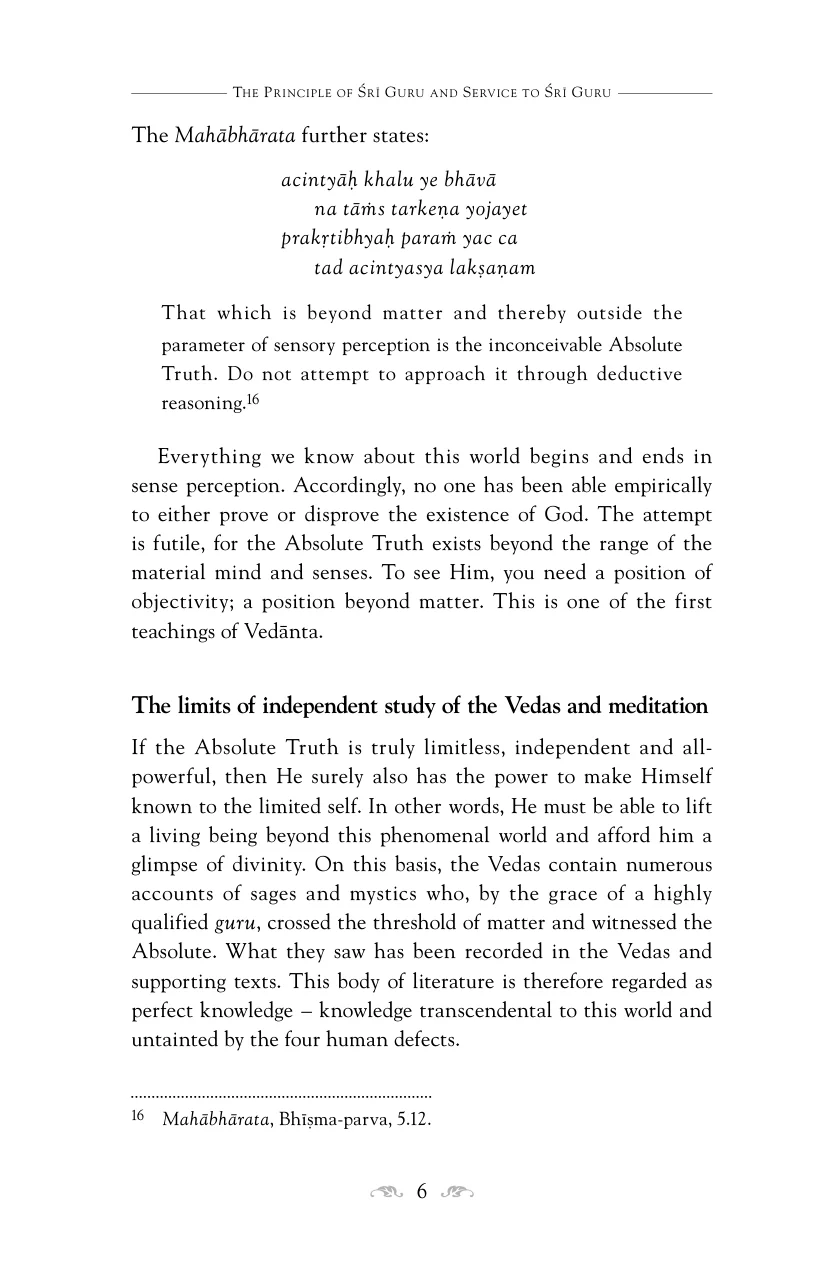 The Principle of Śrī Guru and Service to Śrī Guru
The Mahābhārata further states:
acintyāḥ khalu ye bhāvā
na tāṁs tarkeṇa yojayet
prakṛtibhyaḥ paraṁ yac ca
tad acintyasya lakṣaṇam
That which is beyond matter and thereby outside the
parameter of sensory perception is the inconceivable Absolute
Truth. Do not attempt to approach it through deductive
reasoning.16
Everything we know about this world begins and ends in
sense perception. Accordingly, no one has been able empirically
to either prove or disprove the existence of God. The attempt
is futile, for the Absolute Truth exists beyond the range of the
material mind and senses. To see Him, you need a position of
objectivity; a position beyond matter. This is one of the first
teachings of Vedānta.
The limits of independent study of the Vedas and meditation
If the Absolute Truth is truly limitless, independent and all-
powerful, then He surely also has the power to make Himself
known to the limited self. In other words, He must be able to lift
a living being beyond this phenomenal world and afford him a
glimpse of divinity. On this basis, the Vedas contain numerous
accounts of sages and mystics who, by the grace of a highly
qualified guru, crossed the threshold of matter and witnessed the
Absolute. What they saw has been recorded in the Vedas and
supporting texts. This body of literature is therefore regarded as
perfect knowledge – knowledge transcendental to this world and
untainted by the four human defects.
16 Mahābhārata, Bhīṣma-parva, 5.12.
6